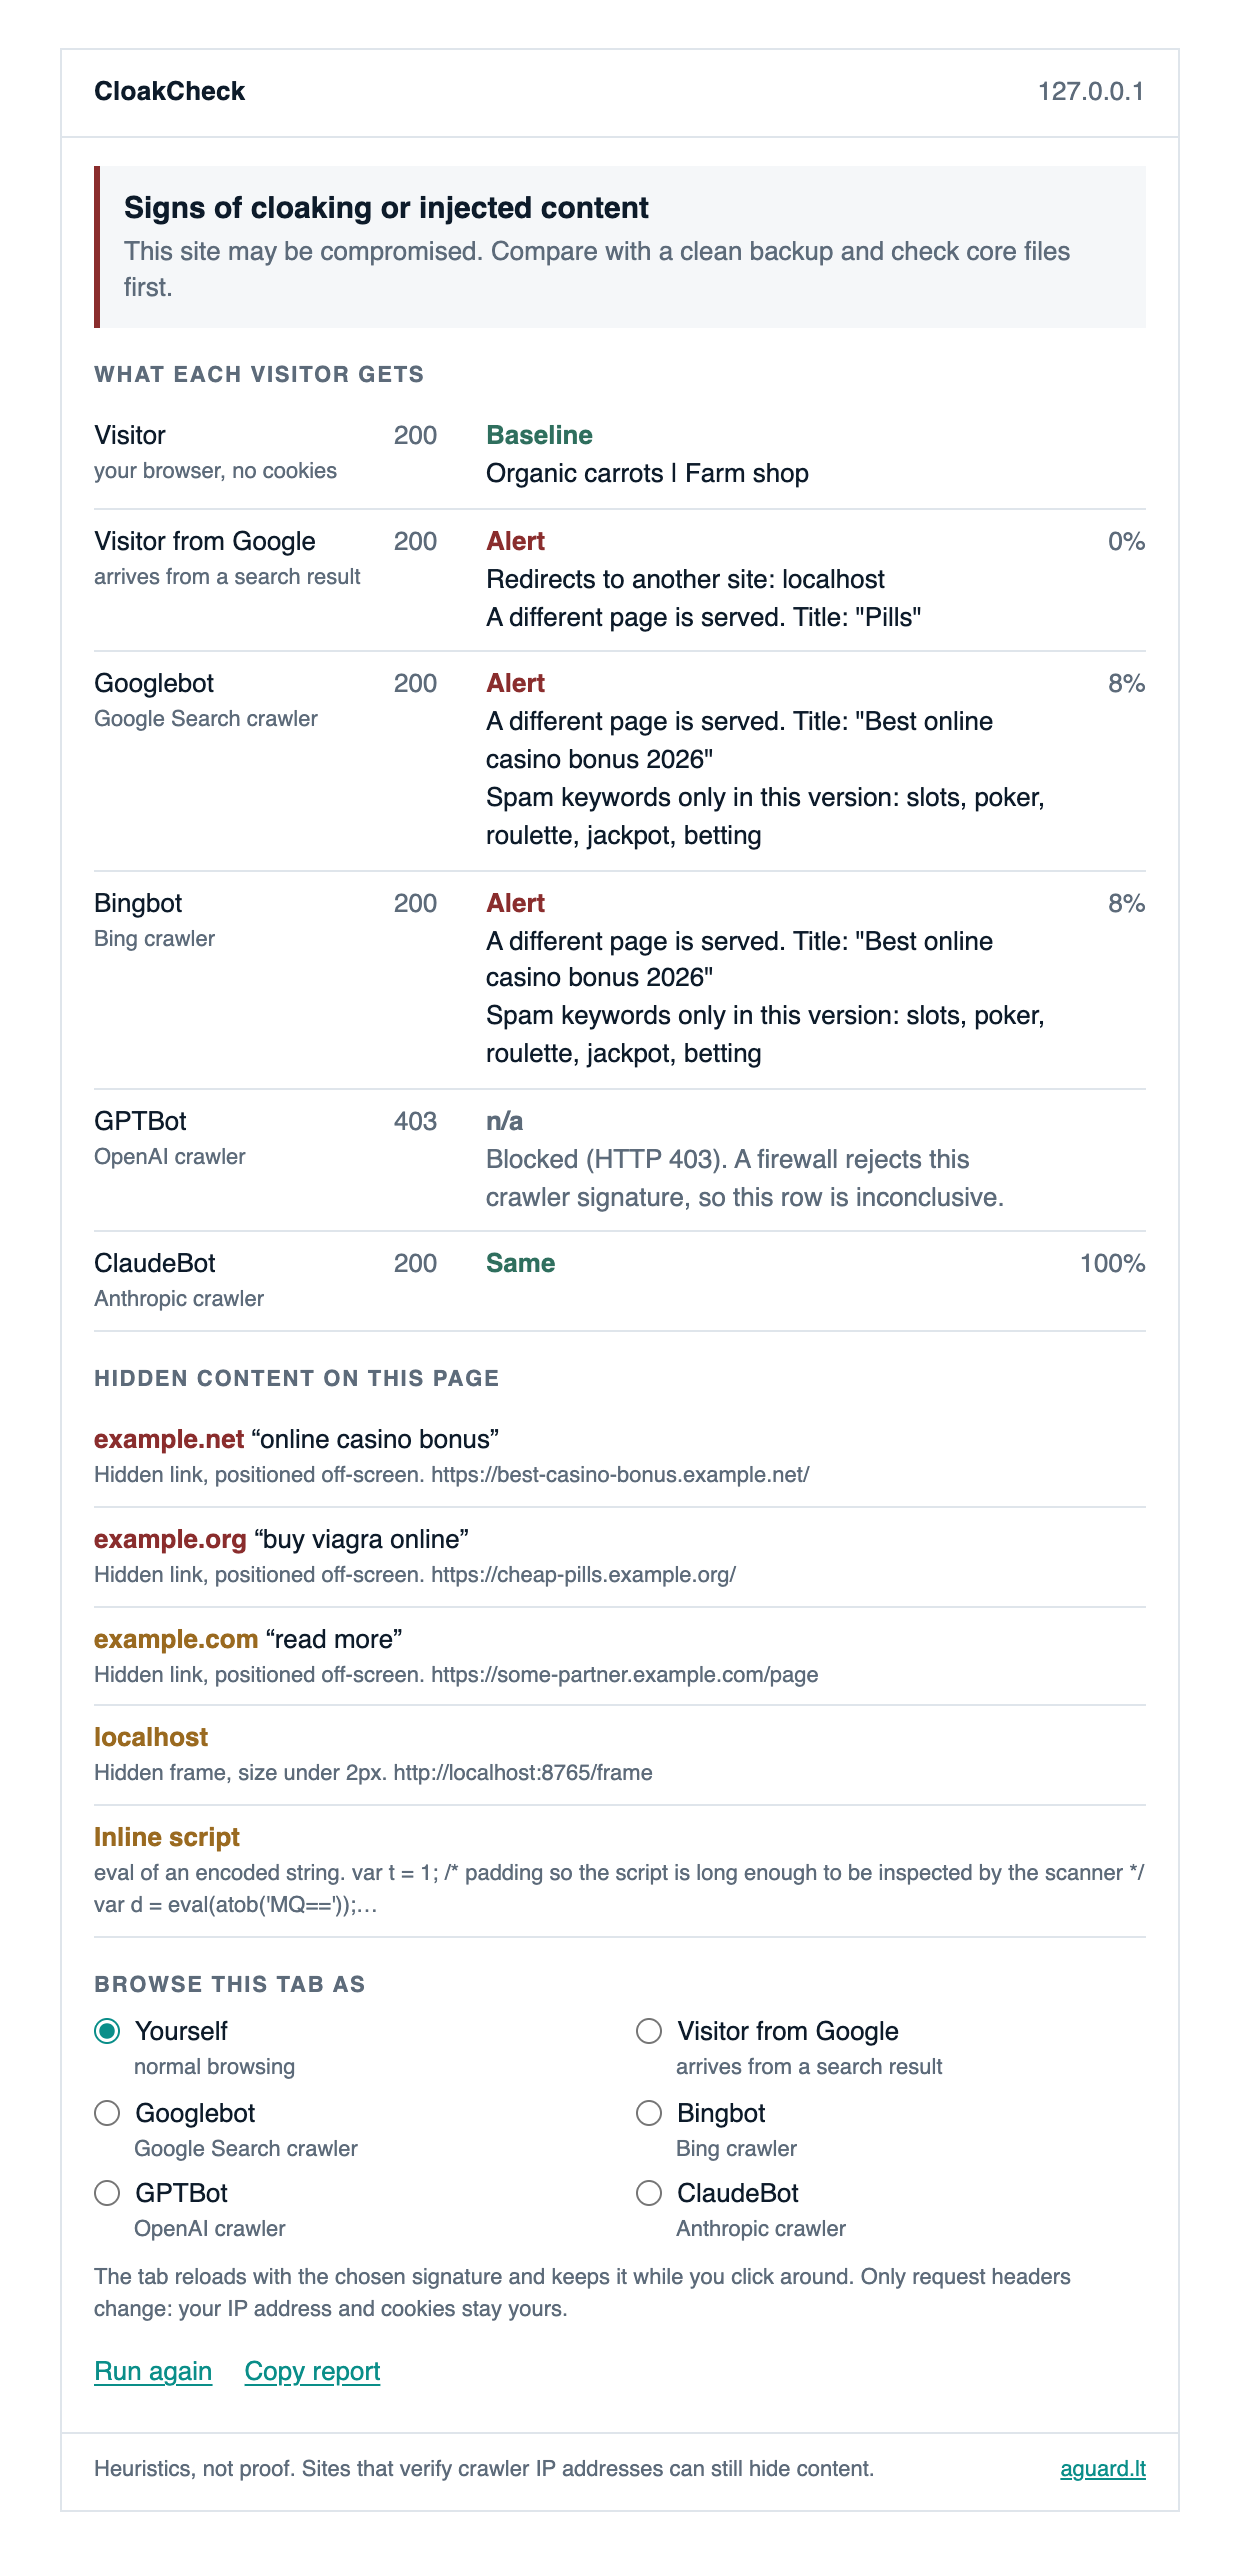 CloakCheck
127.0.0.1
Signs of cloaking or injected content
This site may be compromised. Compare with a clean backup and check core files
first.
WHAT EACH VISITOR GETS
Visitor 200 Baseline
your browser, no cookies
Organic carrots | Farm shop
Visitor from Google 200 Alert 0%
arrives from a search result
Redirects to another site: localhost
A different page is served. Title: "Pills"
Googlebot 200 Alert 8%
Google Search crawler
A different page is served. Title: "Best online
casino bonus 2026"
Spam keywords only in this version: slots, poker,
roulette, jackpot, betting
Bingbot 200 Alert 8%
Bing crawler
A different page is served. Title: "Best online
casino bonus 2026"
Spam keywords only in this version: slots, poker,
roulette, jackpot, betting
GPTBot 403 n/a
OpenAI crawler
Blocked (HTTP 403). A firewall rejects this
crawler signature, so this row is inconclusive.
ClaudeBot 200 Same 100%
Anthropic crawler
HIDDEN CONTENT ON THIS PAGE
example.net “online casino bonus”
Hidden link, positioned off-screen. https://best-casino-bonus.example.net/
example.org “buy viagra online”
Hidden link, positioned off-screen. https://cheap-pills.example.org/
example.com “read more”
Hidden link, positioned off-screen. https://some-partner.example.com/page
localhost
Hidden frame, size under 2px. http://localhost:8765/frame
Inline script
eval of an encoded string. var t = 1; /* padding so the script is long enough to be inspected by the scanner */
var d = eval(atob('MQ=='));…
BROWSE THIS TAB AS
Yourself
normal browsing
Visitor from Google
arrives from a search result
Googlebot
Google Search crawler
Bingbot
Bing crawler
GPTBot
OpenAI crawler
ClaudeBot
Anthropic crawler
The tab reloads with the chosen signature and keeps it while you click around. Only request headers
change: your IP address and cookies stay yours.
Run again Copy report
Heuristics, not proof. Sites that verify crawler IP addresses can still hide content.
aguard.lt